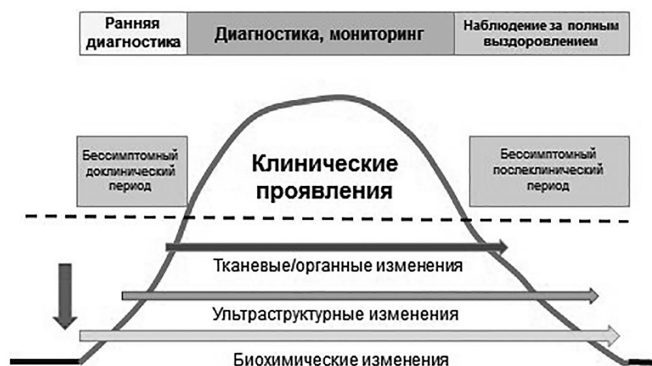 Ранняя
диагностика
Диагностика, мониторинг
Наблюдение за полным
выздоровлением
Бессимптомный
доклинический
период
Клинические
проявления
Бессимптомный
послеклинический
период
Тканевые/органные изменения
Ультраструктурные изменения
Биохимические изменения